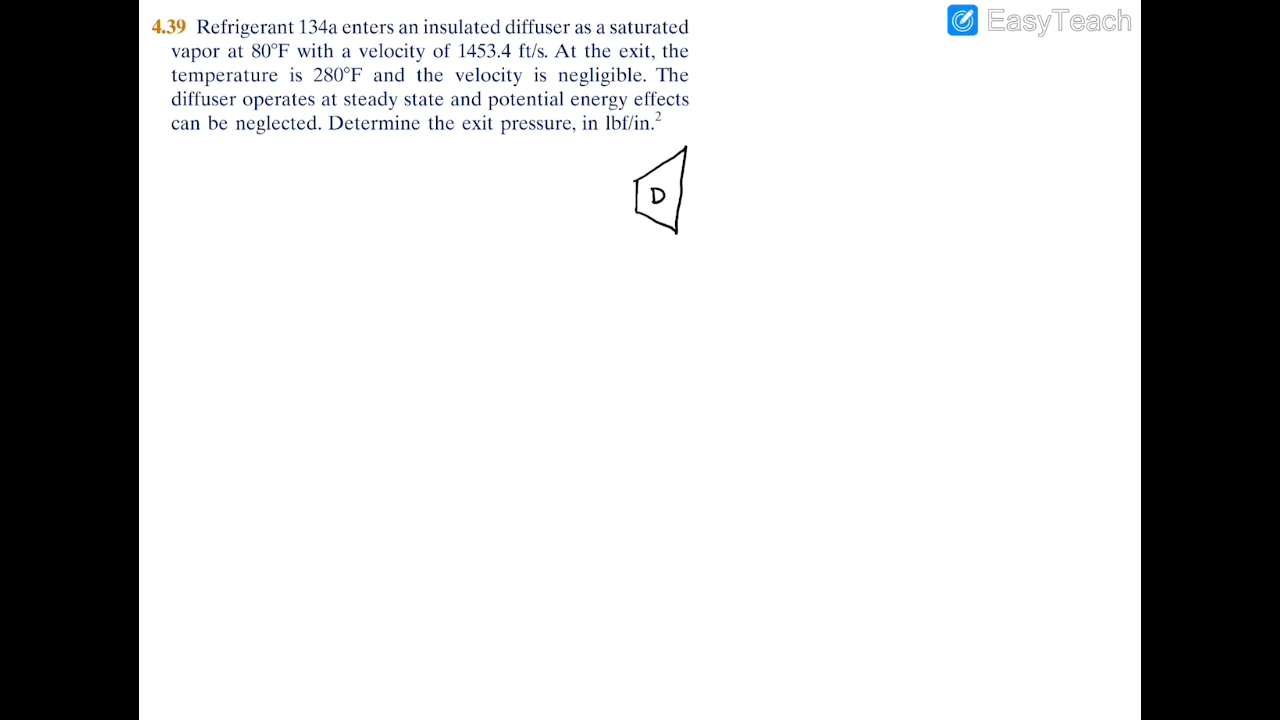 EasyTeach
4.39 Refrigerant 134a enters an insulated diffuser as a saturated
vapor at 80°F with a velocity of 1453.4 ft/s. At the exit, the
temperature is 280°F and the velocity is negligible. The
diffuser operates at steady state and potential energy effects
can be neglected. Determine the exit pressure, in lbf/in.²
D